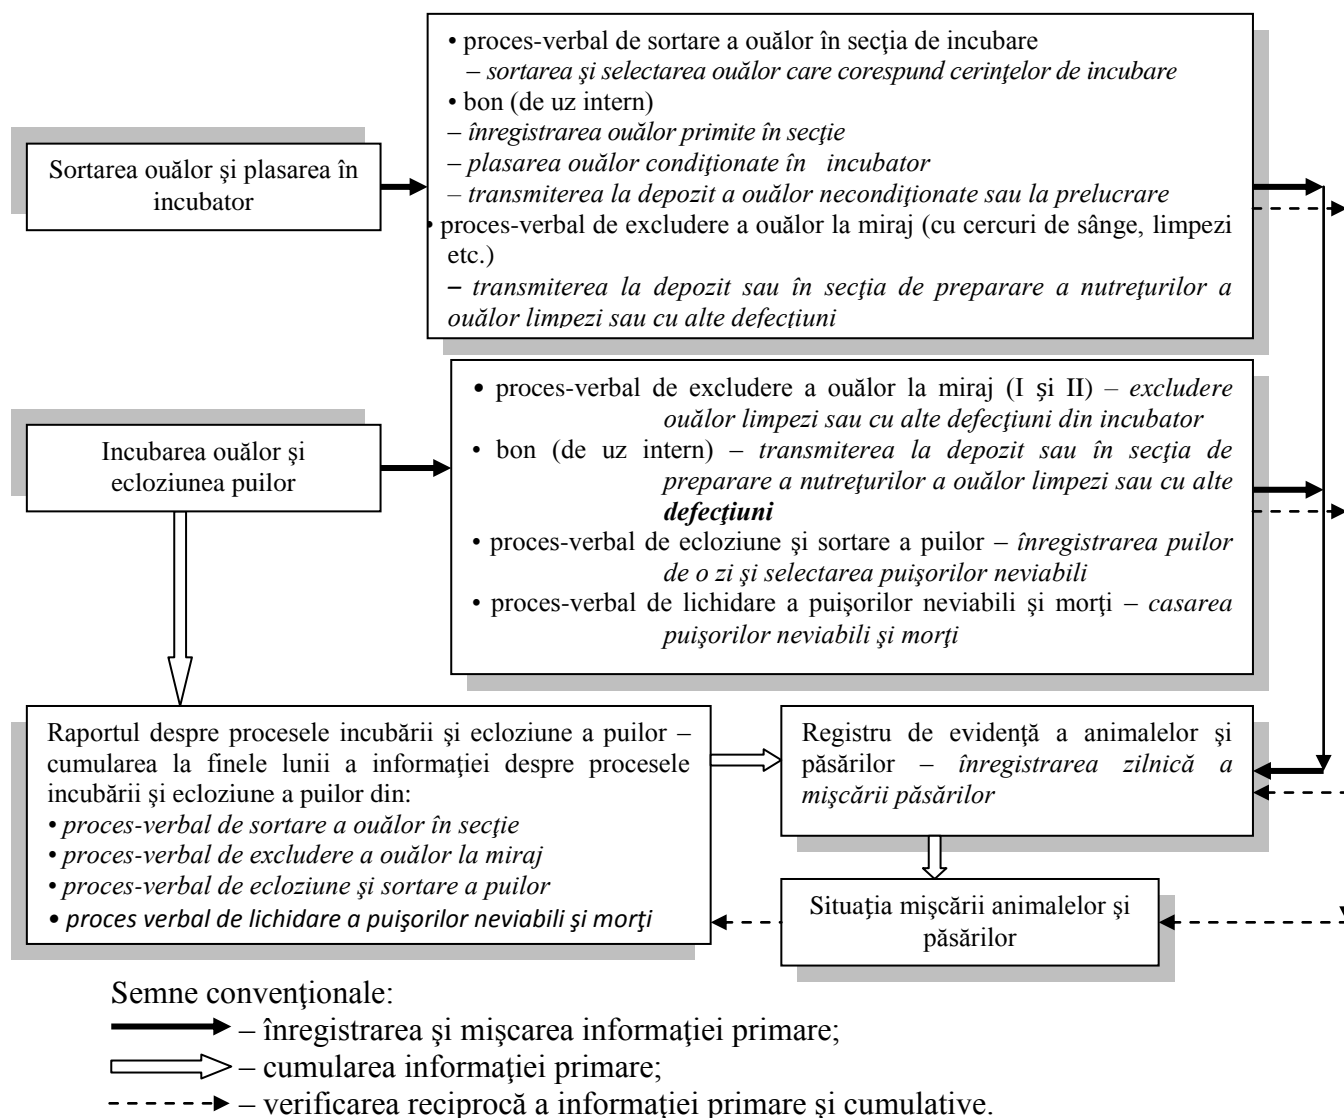 • proces-verbal de sortare a ouălor în secţia de incubare
– sortarea şi selectarea ouălor care corespund cerinţelor de incubare
• bon (de uz intern)
– înregistrarea ouălor primite în secţie
– plasarea ouălor condiţionate în incubator
– transmiterea la depozit a ouălor necondiţionate sau la prelucrare
• proces-verbal de excludere a ouălor la miraj (cu cercuri de sânge, limpezi
etc.)
– transmiterea la depozit sau în secţia de preparare a nutreţurilor a
ouălor limpezi sau cu alte defecţiuni
Sortarea ouălor şi plasarea în
incubator
• proces-verbal de excludere a ouălor la miraj (I şi II) – excludere
ouălor limpezi sau cu alte defecţiuni din incubator
• bon (de uz intern) – transmiterea la depozit sau în secţia de
preparare a nutreţurilor a ouălor limpezi sau cu alte
defecţiuni
• proces-verbal de ecloziune şi sortare a puilor – înregistrarea puilor
de o zi şi selectarea puişorilor neviabili
• proces-verbal de lichidare a puişorilor neviabili şi morţi – casarea
puişorilor neviabili şi morţi
Incubarea ouălor şi
ecloziunea puilor
Raportul despre procesele incubării şi ecloziune a puilor –
cumularea la finele lunii a informaţiei despre procesele
incubării şi ecloziune a puilor din:
• proces-verbal de sortare a ouălor în secţie
• proces-verbal de excludere a ouălor la miraj
• proces-verbal de ecloziune şi sortare a puilor
• proces verbal de lichidare a puişorilor neviabili şi morţi
Registru de evidenţă a animalelor şi
păsărilor – înregistrarea zilnică a
mişcării păsărilor
Situaţia mişcării animalelor şi
păsărilor
Semne convenţionale:
– înregistrarea şi mişcarea informaţiei primare;
– cumularea informaţiei primare;
– verificarea reciprocă a informaţiei primare şi cumulative.